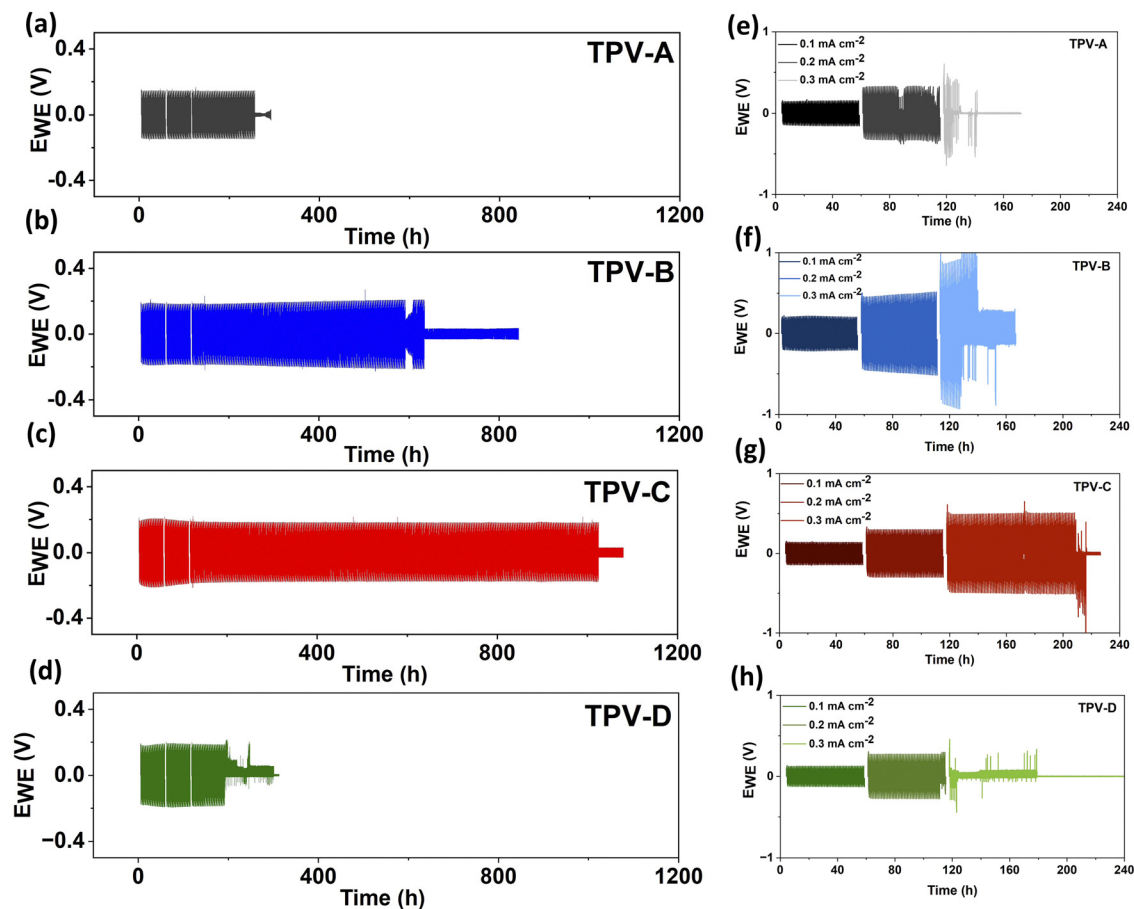 (a)
0.4
0.0
-0.4
EWE (V)
TPV-A
0 400 800 1200
Time (h)
(b)
0.4
0.0
-0.4
EWE (V)
TPV-B
0 400 800 1200
Time (h)
(c)
0.4
0.0
-0.4
EWE (V)
TPV-C
0 400 800 1200
Time (h)
(d)
0.4
0.0
−0.4
EWE (V)
TPV-D
0 400 800 1200
Time (h)
(e)
1
0
-1
EWE (V)
0.1 mA cm-2
0.2 mA cm-2
0.3 mA cm-2
TPV-A
0 40 80 120 160 200 240
Time (h)
(f)
1
0
-1
EWE (V)
0.1 mA cm-2
0.2 mA cm-2
0.3 mA cm-2
TPV-B
0 40 80 120 160 200 240
Time (h)
(g)
1
0
-1
EWE (V)
0.1 mA cm-2
0.2 mA cm-2
0.3 mA cm-2
TPV-C
0 40 80 120 160 200 240
Time (h)
(h)
1
0
−1
EWE (V)
0.1 mA cm-2
0.2 mA cm-2
0.3 mA cm-2
TPV-D
0 40 80 120 160 200 240
Time (h)